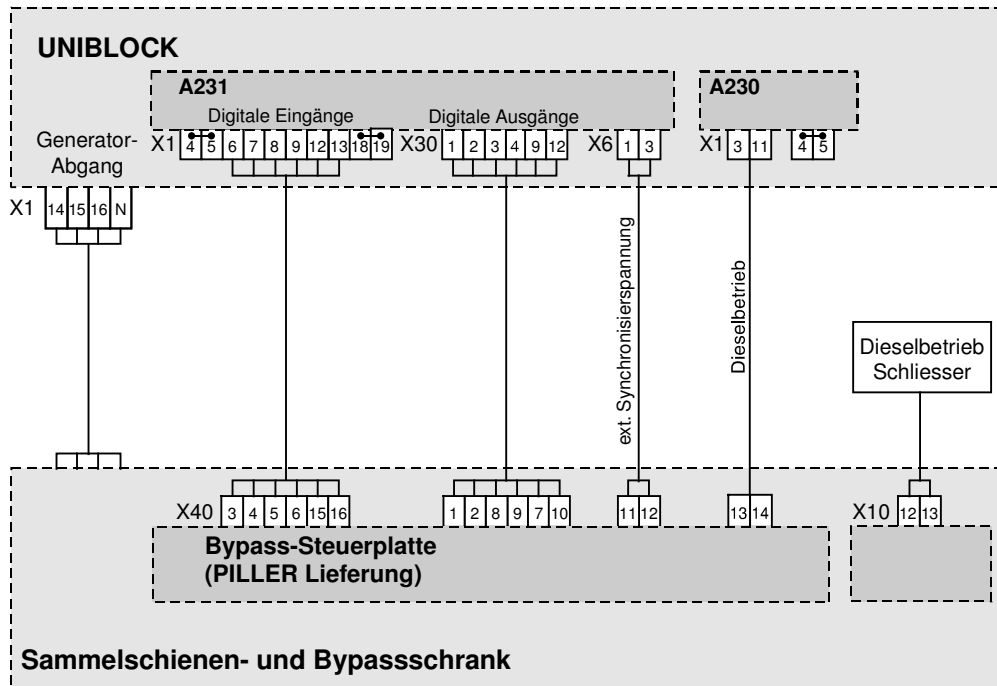 UNIBLOCK
A231
A230
Digitale Eingänge
Digitale Ausgänge
Generator-
Abgang
X1 4 5 6 7 8 9 12 13 18 19
X30 1 2 3 4 9 12
X6 1 3
X1 3 11
4 5
X1 14 15 16 N
ext. Synchronisierspannung
Dieselbetrieb
Dieselbetrieb
Schliesser
X40 3 4 5 6 15 16
1 2 8 9 7 10
11 12
13 14
X10 12 13
Bypass-Steuerplatte
(PILLER Lieferung)
Sammelschienen- und Bypassschrank